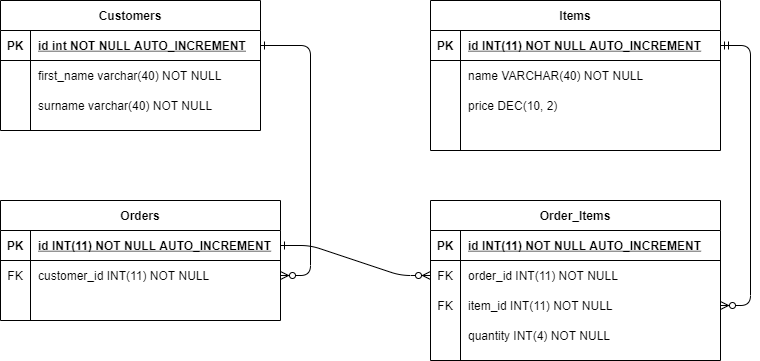 Customers
PK id int NOT NULL AUTO_INCREMENT
first_name varchar(40) NOT NULL
surname varchar(40) NOT NULL
Items
PK id INT(11) NOT NULL AUTO_INCREMENT
name VARCHAR(40) NOT NULL
price DEC(10, 2)
Orders
PK id INT(11) NOT NULL AUTO_INCREMENT
FK customer_id INT(11) NOT NULL
Order_Items
PK id INT(11) NOT NULL AUTO_INCREMENT
FK order_id INT(11) NOT NULL
FK item_id INT(11) NOT NULL
quantity INT(4) NOT NULL